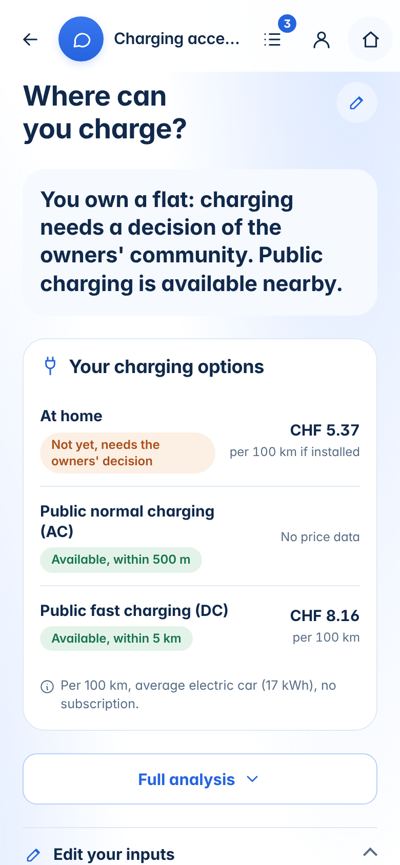 Charging acce...
3
Where can
you charge?
You own a flat: charging
needs a decision of the
owners' community. Public
charging is available nearby.
Your charging options
At home
Not yet, needs the
owners' decision
CHF 5.37
per 100 km if installed
Public normal charging
(AC)
Available, within 500 m
No price data
Public fast charging (DC)
Available, within 5 km
CHF 8.16
per 100 km
Per 100 km, average electric car (17 kWh), no
subscription.
Full analysis
Edit your inputs